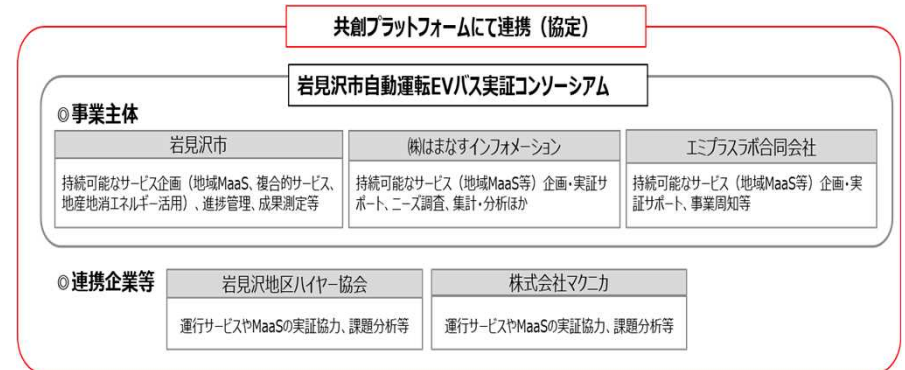 共創プラットフォームにて連携（協定）
岩見沢市自動運転EVバス実証コンソーシアム
◎事業主体
岩見沢市
持続可能なサービス企画（地域MaaS、複合的サービス、
地産地消エネルギー活用）、進捗管理、成果測定等
㈱はまなすインフォメーション
持続可能なサービス（地域MaaS等）企画・実証サ
ポート、ニーズ調査、集計・分析ほか
エミプラスラボ合同会社
持続可能なサービス（地域MaaS等）企画・実
証サポート、事業周知等
◎連携企業等
岩見沢地区ハイヤー協会
運行サービスやMaaSの実証協力、課題分析等
株式会社マクニカ
運行サービスやMaaSの実証協力、課題分析等